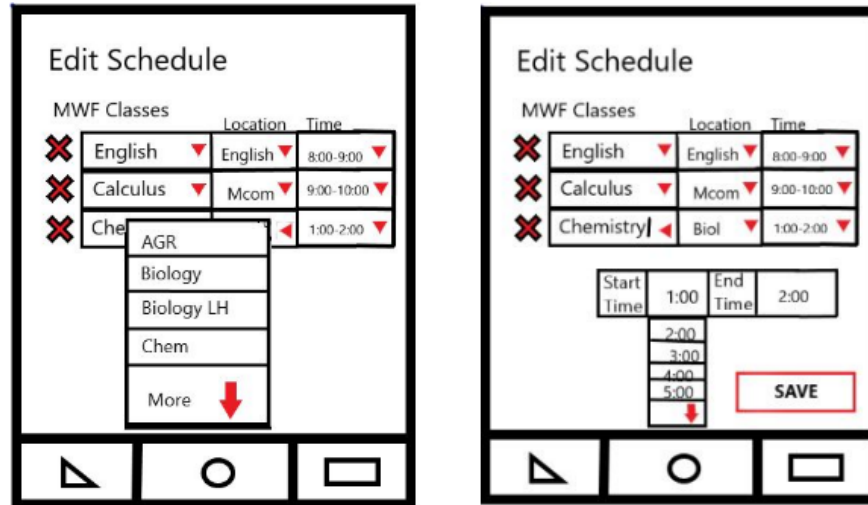 Edit Schedule
MWF Classes
Location Time
English English 8:00-9:00
Calculus Mcom 9:00-10:00
Che 1:00-2:00
AGR
Biology
Biology LH
Chem
More
Edit Schedule
MWF Classes
Location Time
English English 8:00-9:00
Calculus Mcom 9:00-10:00
Chemistry Biol 1:00-2:00
Start Time 1:00 End Time 2:00
2:00
3:00
4:00
5:00
SAVE